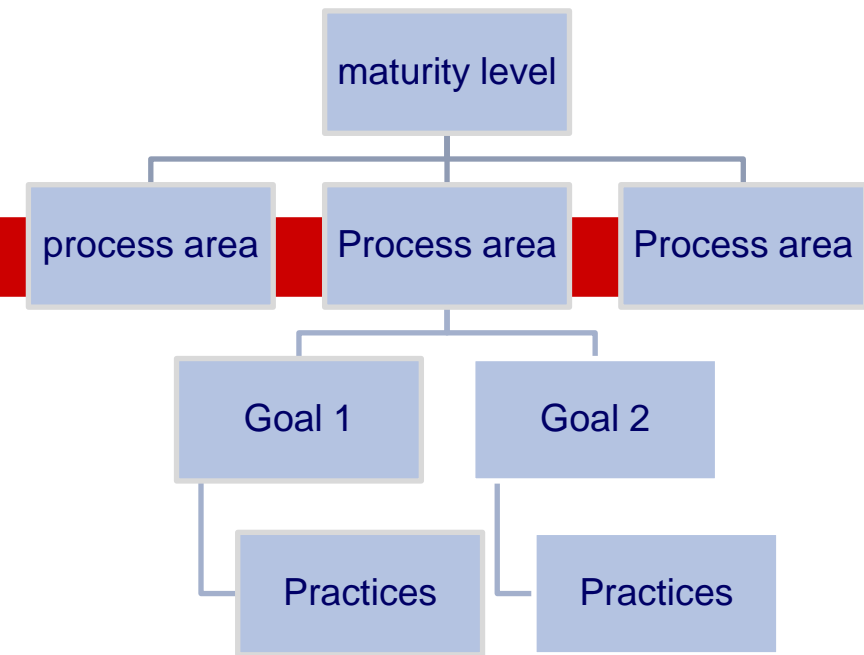 maturity level
process area
Process area
Process area
Goal 1
Goal 2
Practices
Practices